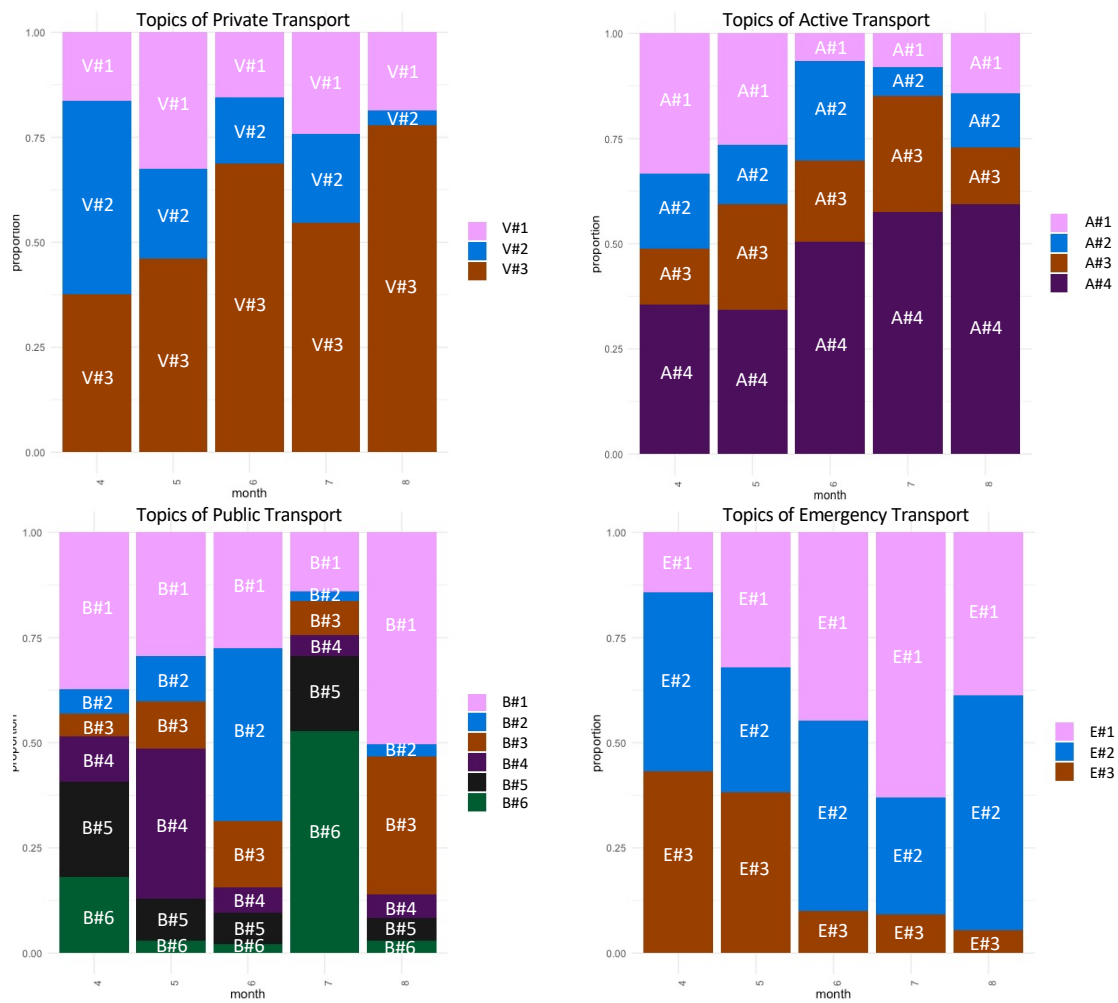 Topics of Private Transport
1.00
0.75
0.50
0.25
0.00
proportion
V#1
V#2
V#3
V#1
V#2
V#3
V#1
V#2
V#3
V#1
V#2
V#3
V#1
V#2
V#3
4
5
6
7
8
month
V#1
V#2
V#3
Topics of Active Transport
1.00
0.75
0.50
0.25
0.00
proportion
A#1
A#2
A#3
A#4
A#1
A#2
A#3
A#4
A#1
A#2
A#3
A#4
A#1
A#2
A#3
A#4
A#1
A#2
A#3
A#4
4
5
6
7
8
month
A#1
A#2
A#3
A#4
Topics of Public Transport
1.00
0.75
0.50
0.25
0.00
proportion
B#1
B#2
B#3
B#4
B#5
B#6
B#1
B#2
B#3
B#4
B#5
B#6
B#1
B#2
B#3
B#4
B#5
B#6
B#1
B#2
B#3
B#4
B#5
B#6
B#1
B#2
B#3
B#4
B#5
B#6
4
5
6
7
8
month
B#1
B#2
B#3
B#4
B#5
B#6
Topics of Emergency Transport
1.00
0.75
0.50
0.25
0.00
proportion
E#1
E#2
E#3
E#1
E#2
E#3
E#1
E#2
E#3
E#1
E#2
E#3
E#1
E#2
E#3
4
5
6
7
8
month
E#1
E#2
E#3